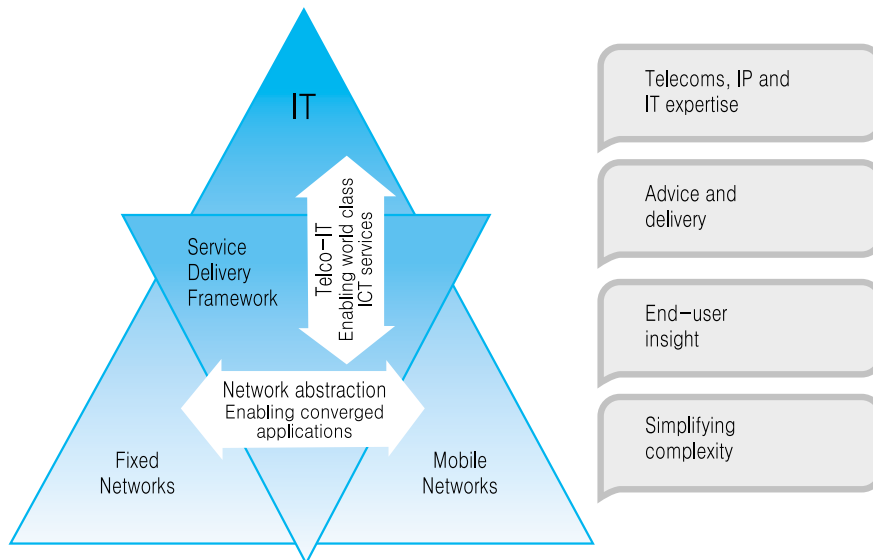 IT
Telco-IT
Enabling world class
ICT services
Service
Delivery
Framework
Network abstraction
Enabling converged
applications
Fixed
Networks
Mobile
Networks
Telecoms, IP and
IT expertise
Advice and
delivery
End-user
insight
Simplifying
complexity